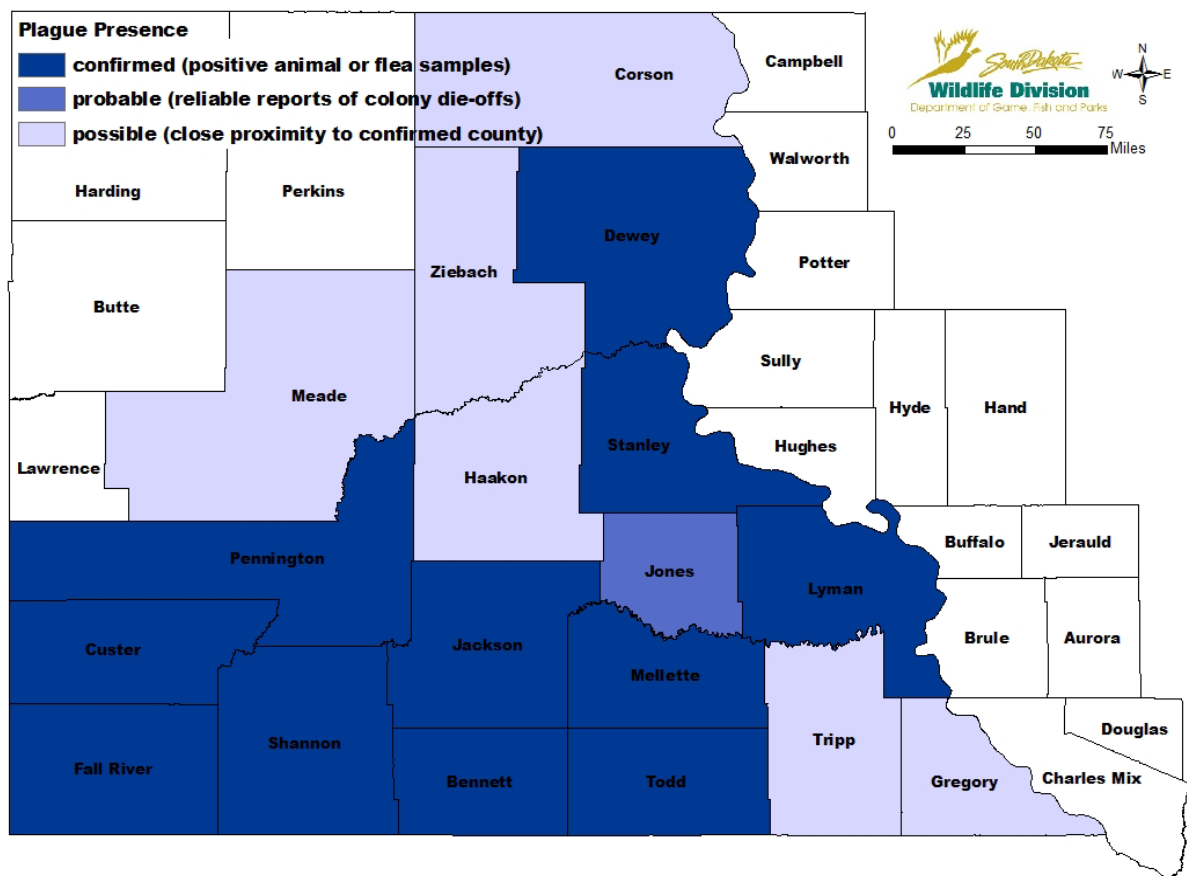 Plague Presence
confirmed (positive animal or flea samples)
probable (reliable reports of colony die-offs)
possible (close proximity to confirmed county)
South Dakota
Wildlife Division
Department of Game, Fish and Parks
N
W E
S
0 25 50 75
Miles
Corson
Campbell
Walworth
Harding
Perkins
Dewey
Potter
Ziebach
Butte
Sully
Meade
Hyde
Hand
Stanley
Hughes
Lawrence
Haakon
Pennington
Jones
Buffalo
Jerauld
Lyman
Custer
Jackson
Brule
Aurora
Mellette
Shannon
Tripp
Douglas
Fall River
Bennett
Todd
Gregory
Charles Mix